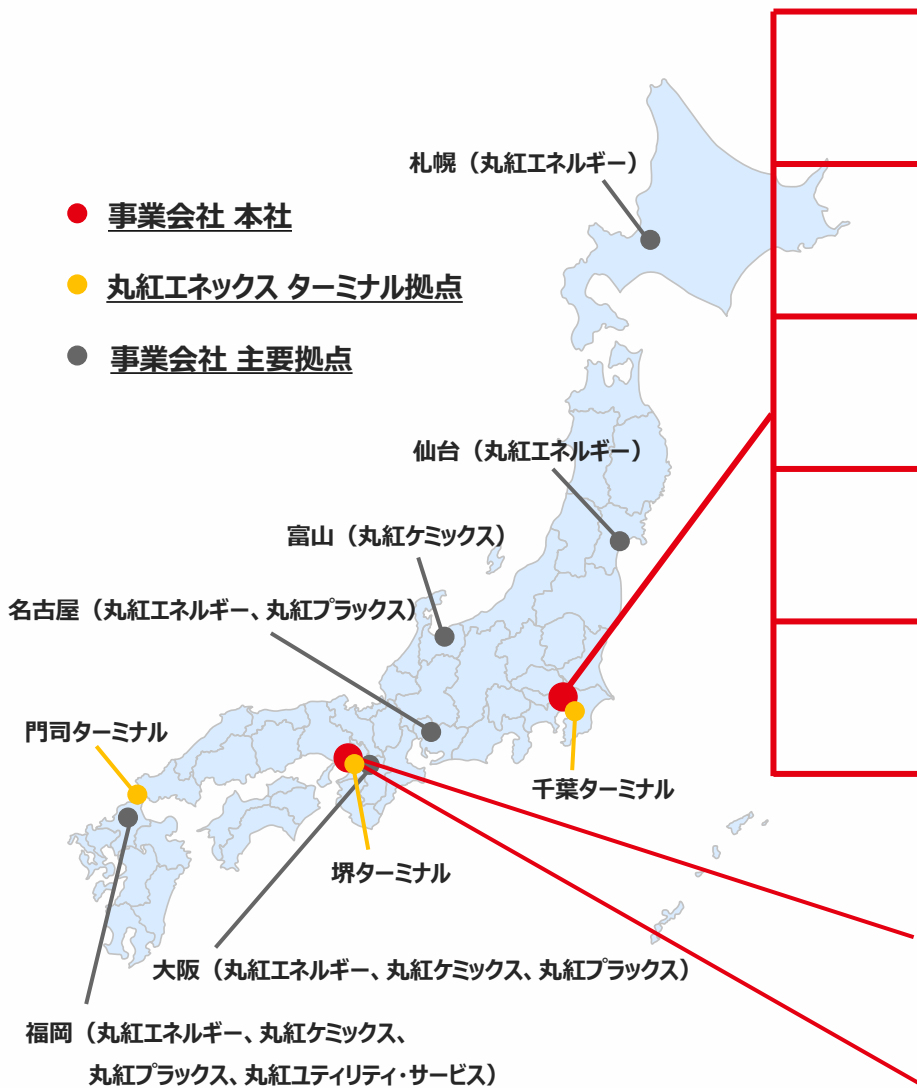 札幌（丸紅エネルギー）
事業会社 本社
丸紅エネックス ターミナル拠点
事業会社 主要拠点
仙台（丸紅エネルギー）
富山（丸紅ケミックス）
名古屋（丸紅エネルギー、丸紅プラックス）
門司ターミナル
千葉ターミナル
堺ターミナル
大阪（丸紅エネルギー、丸紅ケミックス、丸紅プラックス）
福岡（丸紅エネルギー、丸紅ケミックス、
丸紅プラックス、丸紅ユティリティ・サービス）